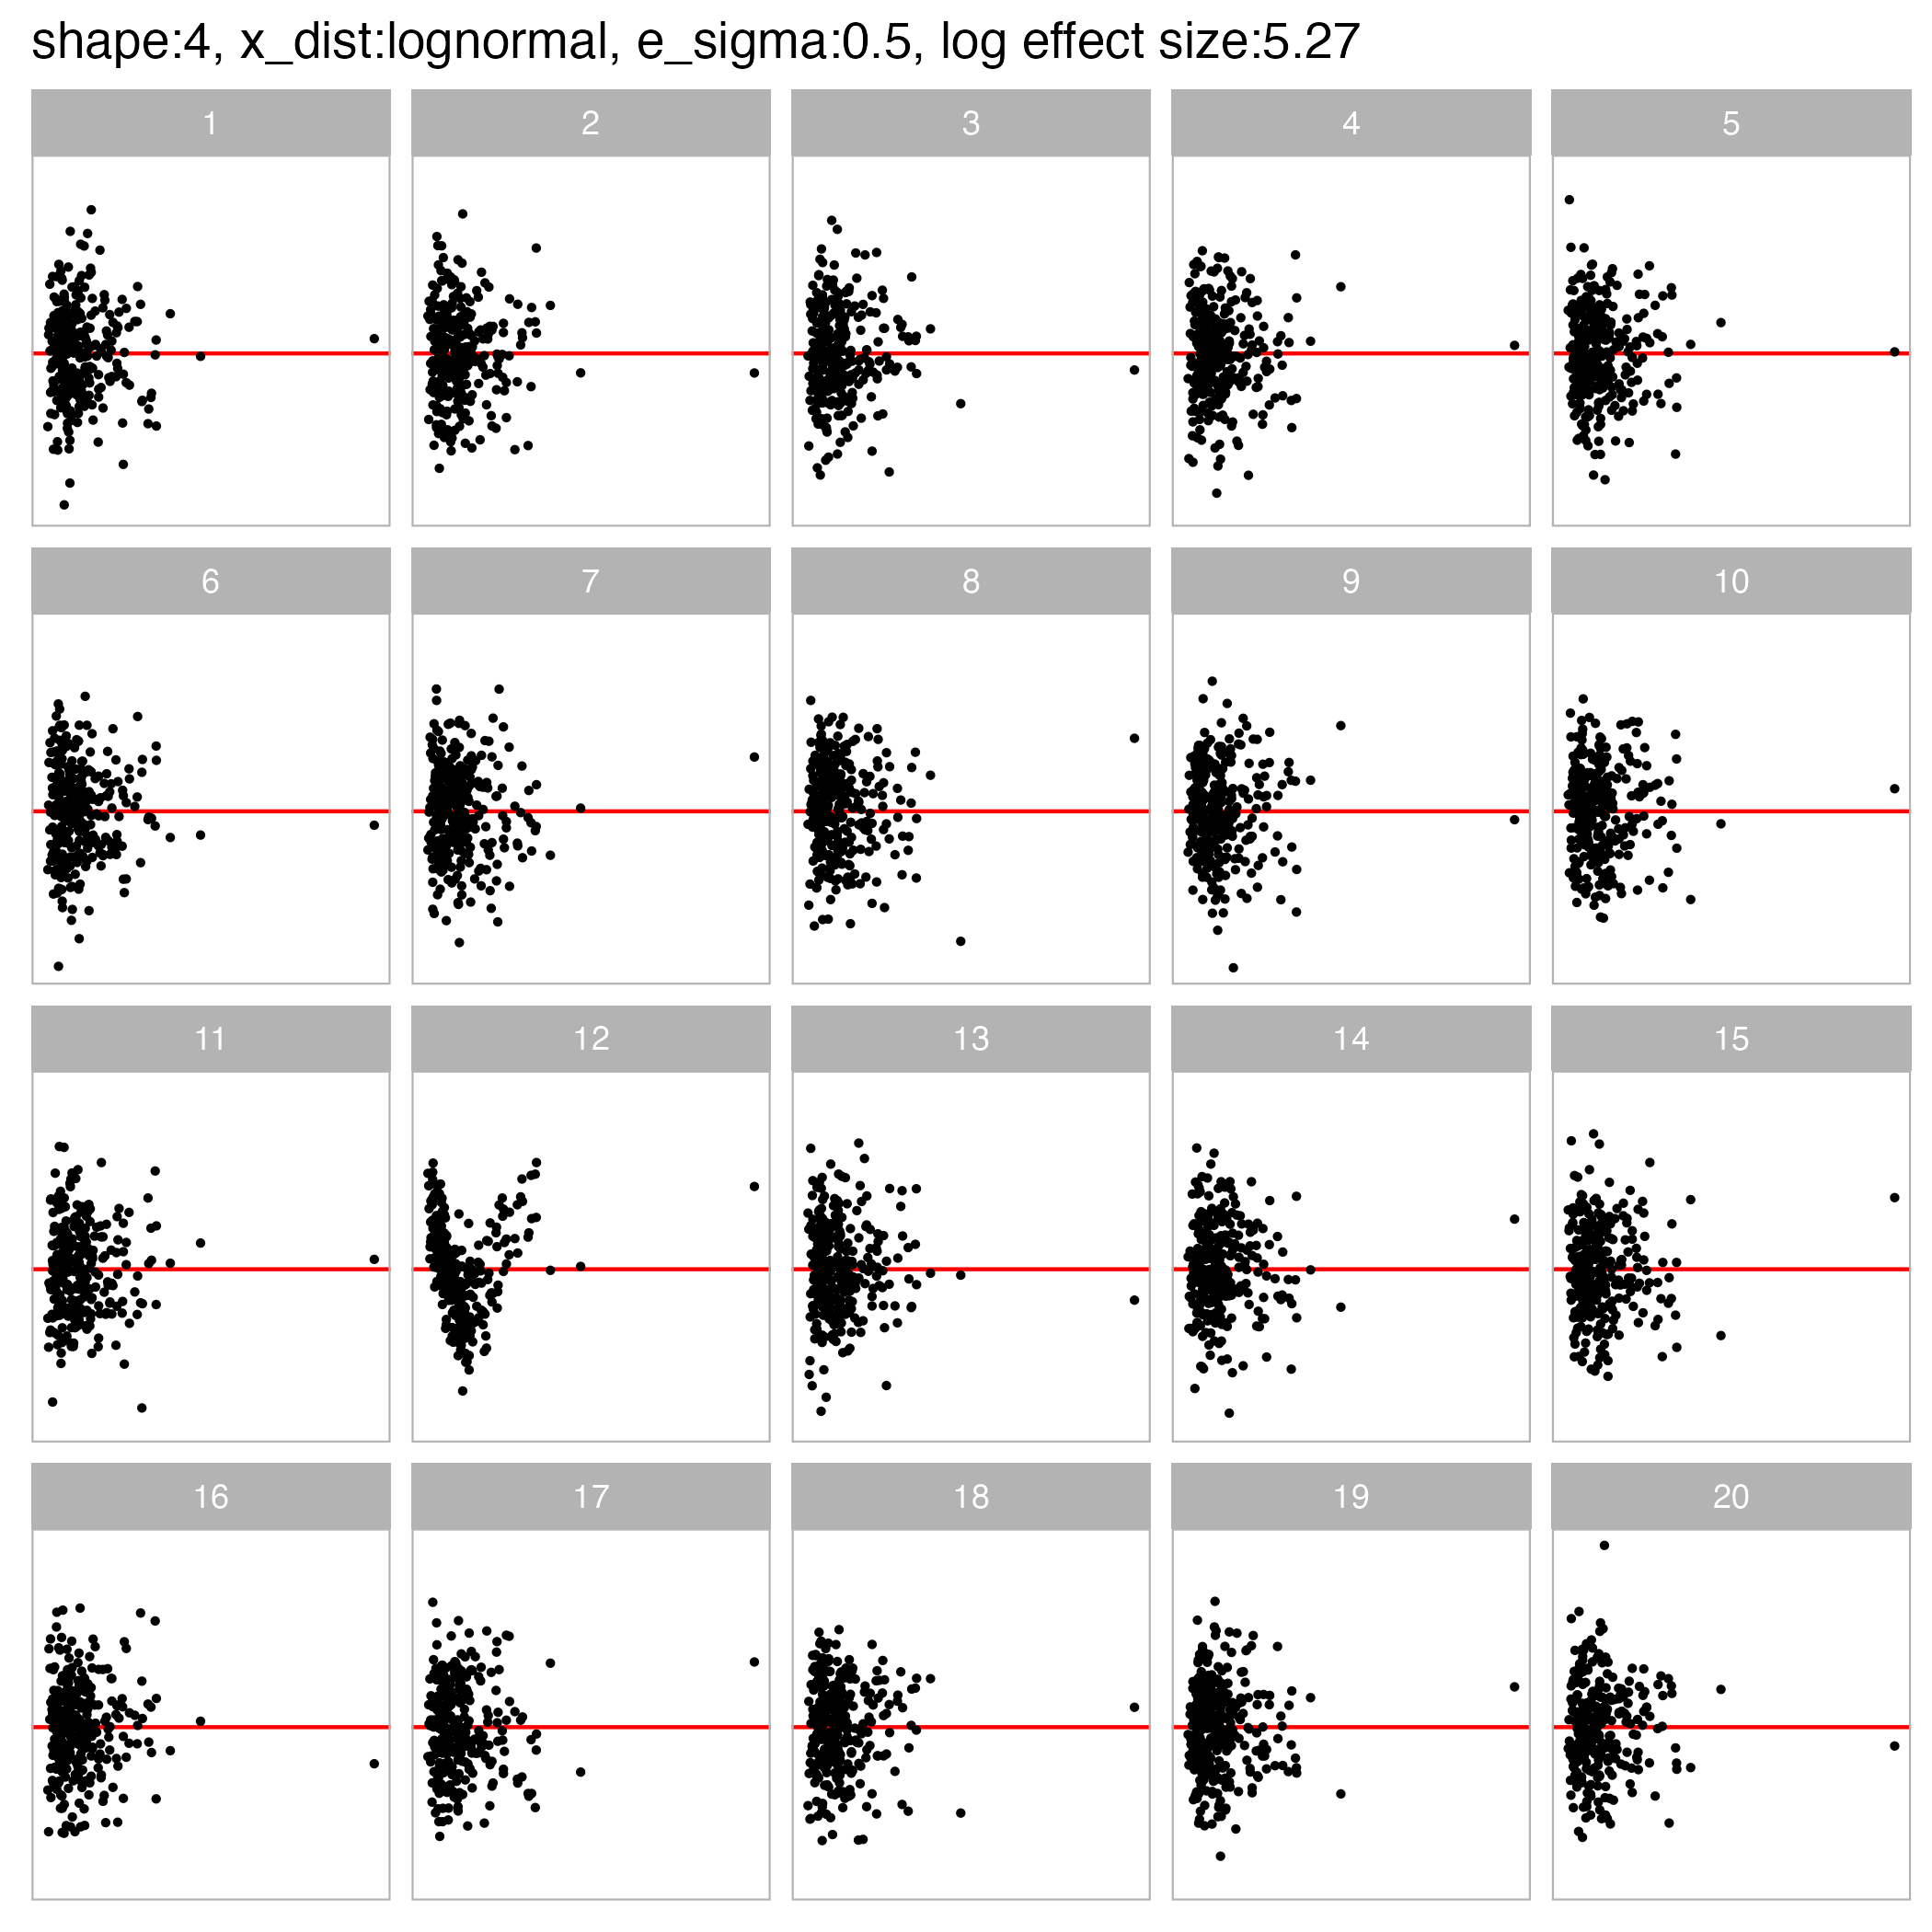 shape:4, x_dist:lognormal, e_sigma:0.5, log effect size:5.27
1 2 3 4 5
6 7 8 9 10
11 12 13 14 15
16 17 18 19 20